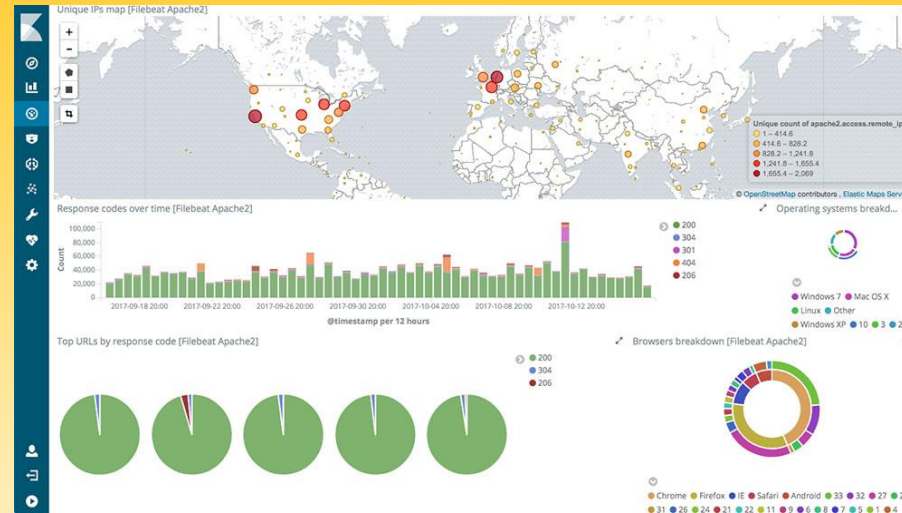 Unique IPs map [Filebeat Apache2]
+
-
Unique count of apache2.access.remote_ip
1 – 414.6
414.6 – 828.2
828.2 – 1,241.8
1,241.8 – 1,655.4
1,655.4 – 2,069
© OpenStreetMap contributors , Elastic Maps Serv
Response codes over time [Filebeat Apache2]
Count
100,000
80,000
60,000
40,000
20,000
0
2017-09-18 20:00 2017-09-22 20:00 2017-09-26 20:00 2017-09-30 20:00 2017-10-04 20:00 2017-10-08 20:00 2017-10-12 20:00
@timestamp per 12 hours
200
304
301
404
206
Operating systems breakd...
Windows 7 Mac OS X
Linux Other
Windows XP 10 3 2
Top URLs by response code [Filebeat Apache2]
200
304
206
Browsers breakdown [Filebeat Apache2]
Chrome Firefox IE Safari Android 33 32 27 2
31 26 24 21 22 11 9 6 8 7 5 1 4